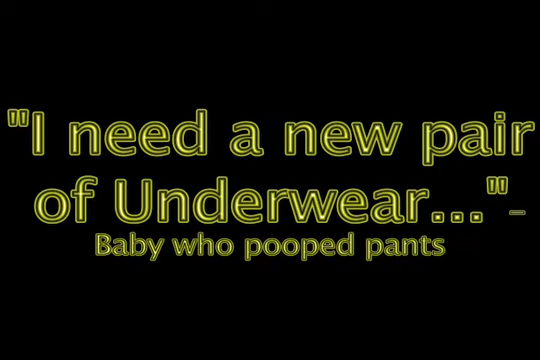 "I need a new pair
of Underwear..."-
Baby who pooped pants